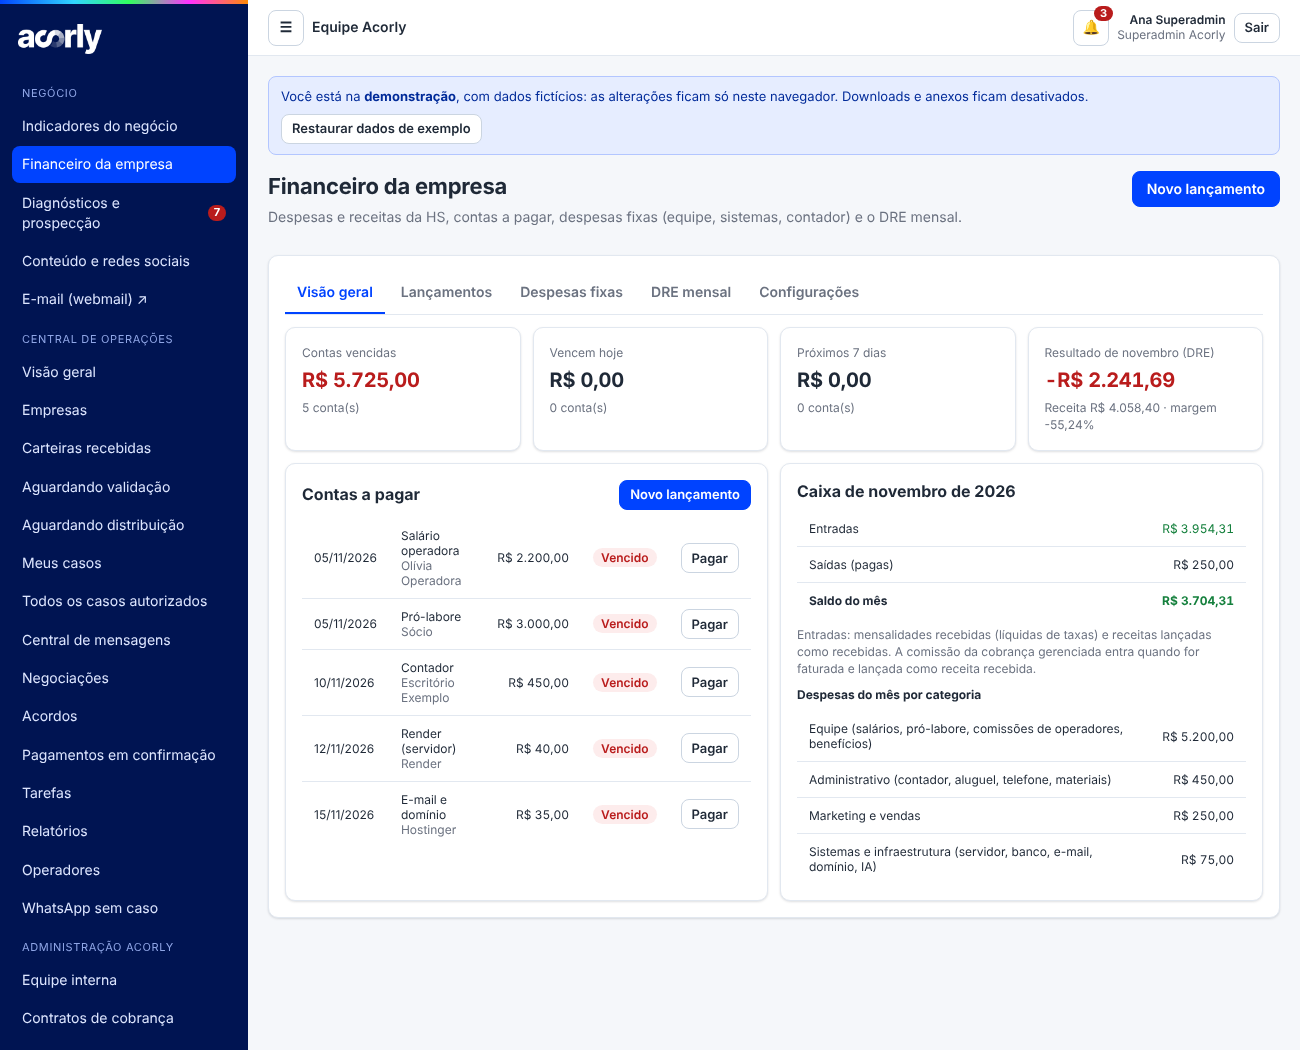 acorly
NEGÓCIO
Indicadores do negócio
Financeiro da empresa
Diagnósticos e
prospecção
7
Conteúdo e redes sociais
E-mail (webmail) ↗
CENTRAL DE OPERAÇÕES
Visão geral
Empresas
Carteiras recebidas
Aguardando validação
Aguardando distribuição
Meus casos
Todos os casos autorizados
Central de mensagens
Negociações
Acordos
Pagamentos em confirmação
Tarefas
Relatórios
Operadores
WhatsApp sem caso
ADMINISTRAÇÃO ACORLY
Equipe interna
Contratos de cobrança
☰ Equipe Acorly
3
Ana Superadmin
Superadmin Acorly
Sair
Você está na demonstração, com dados fictícios: as alterações ficam só neste navegador. Downloads e anexos ficam desativados.
Restaurar dados de exemplo
Financeiro da empresa
Despesas e receitas da HS, contas a pagar, despesas fixas (equipe, sistemas, contador) e o DRE mensal.
Novo lançamento
Visão geral Lançamentos Despesas fixas DRE mensal Configurações
Contas vencidas
R$ 5.725,00
5 conta(s)
Vencem hoje
R$ 0,00
0 conta(s)
Próximos 7 dias
R$ 0,00
0 conta(s)
Resultado de novembro (DRE)
-R$ 2.241,69
Receita R$ 4.058,40 · margem
-55,24%
Contas a pagar
Novo lançamento
05/11/2026
Salário
operadora
Olívia
Operadora
R$ 2.200,00 Vencido Pagar
05/11/2026
Pró-labore
Sócio
R$ 3.000,00 Vencido Pagar
10/11/2026
Contador
Escritório
Exemplo
R$ 450,00 Vencido Pagar
12/11/2026
Render
(servidor)
Render
R$ 40,00 Vencido Pagar
15/11/2026
E-mail e
domínio
Hostinger
R$ 35,00 Vencido Pagar
Caixa de novembro de 2026
Entradas R$ 3.954,31
Saídas (pagas) R$ 250,00
Saldo do mês R$ 3.704,31
Entradas: mensalidades recebidas (líquidas de taxas) e receitas lançadas
como recebidas. A comissão da cobrança gerenciada entra quando for
faturada e lançada como receita recebida.
Despesas do mês por categoria
Equipe (salários, pró-labore, comissões de operadores,
benefícios)
R$ 5.200,00
Administrativo (contador, aluguel, telefone, materiais) R$ 450,00
Marketing e vendas R$ 250,00
Sistemas e infraestrutura (servidor, banco, e-mail,
domínio, IA)
R$ 75,00